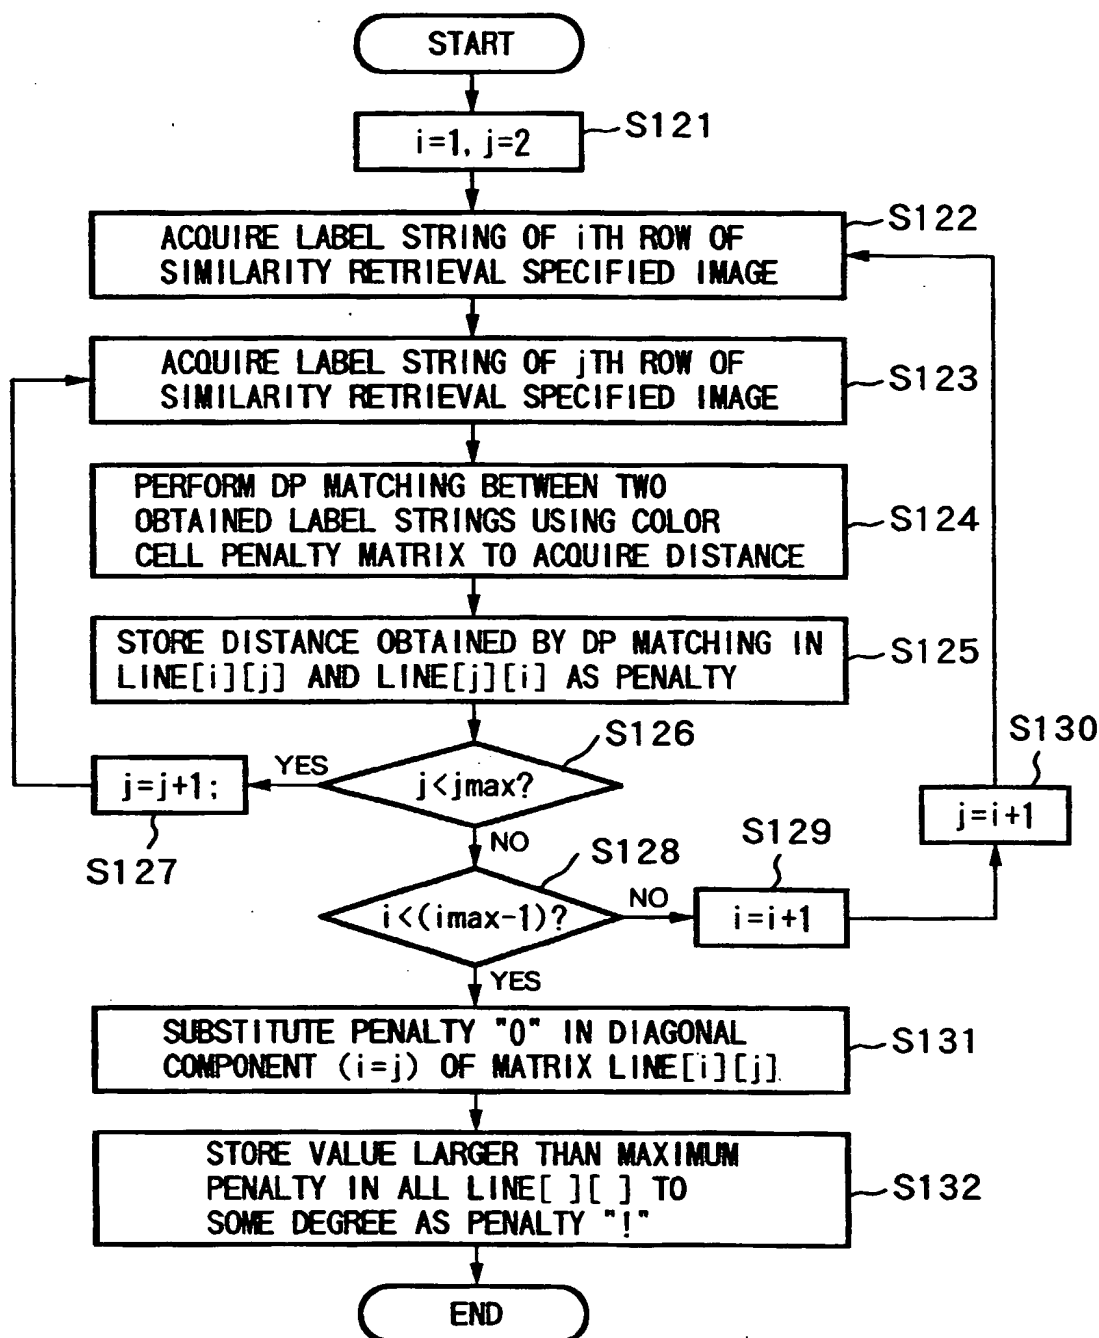 START
i=1, j=2
S121
ACQUIRE LABEL STRING OF iTH ROW OF
SIMILARITY RETRIEVAL SPECIFIED IMAGE
S122
ACQUIRE LABEL STRING OF jTH ROW OF
SIMILARITY RETRIEVAL SPECIFIED IMAGE
S123
PERFORM DP MATCHING BETWEEN TWO
OBTAINED LABEL STRINGS USING COLOR
CELL PENALTY MATRIX TO ACQUIRE DISTANCE
S124
STORE DISTANCE OBTAINED BY DP MATCHING IN
LINE[i][j] AND LINE[j][i] AS PENALTY
S125
j<jmax?
S126
YES
j=j+1;
S127
NO
i<(imax-1)?
S128
NO
i=i+1
S129
j=i+1
S130
YES
SUBSTITUTE PENALTY "0" IN DIAGONAL
COMPONENT (i=j) OF MATRIX LINE[i][j]
S131
STORE VALUE LARGER THAN MAXIMUM
PENALTY IN ALL LINE[ ][ ] TO
SOME DEGREE AS PENALTY "!"
S132
END